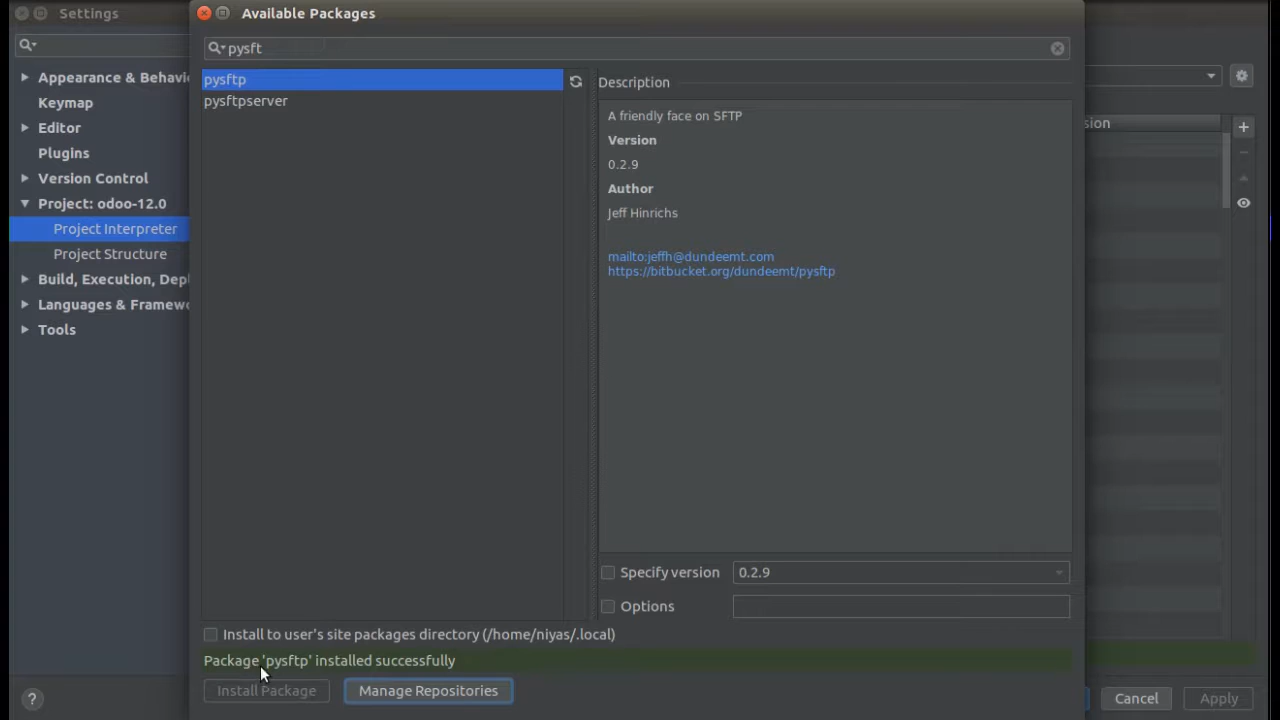 Settings
Available Packages
pysft
Appearance & Behavi
Keymap
Editor
Plugins
Version Control
Project: odoo-12.0
Project Interpreter
Project Structure
Build, Execution, Depl
Languages & Framewo
Tools
pysftp
pysftpserver
Description
A friendly face on SFTP
Version
0.2.9
Author
Jeff Hinrichs
mailto:jeffh@dundeemt.com
https://bitbucket.org/dundeemt/pysftp
sion
Specify version
0.2.9
Options
Install to user's site packages directory (/home/niyas/.local)
Package 'pysftp' installed successfully
Install Package
Manage Repositories
Cancel
Apply